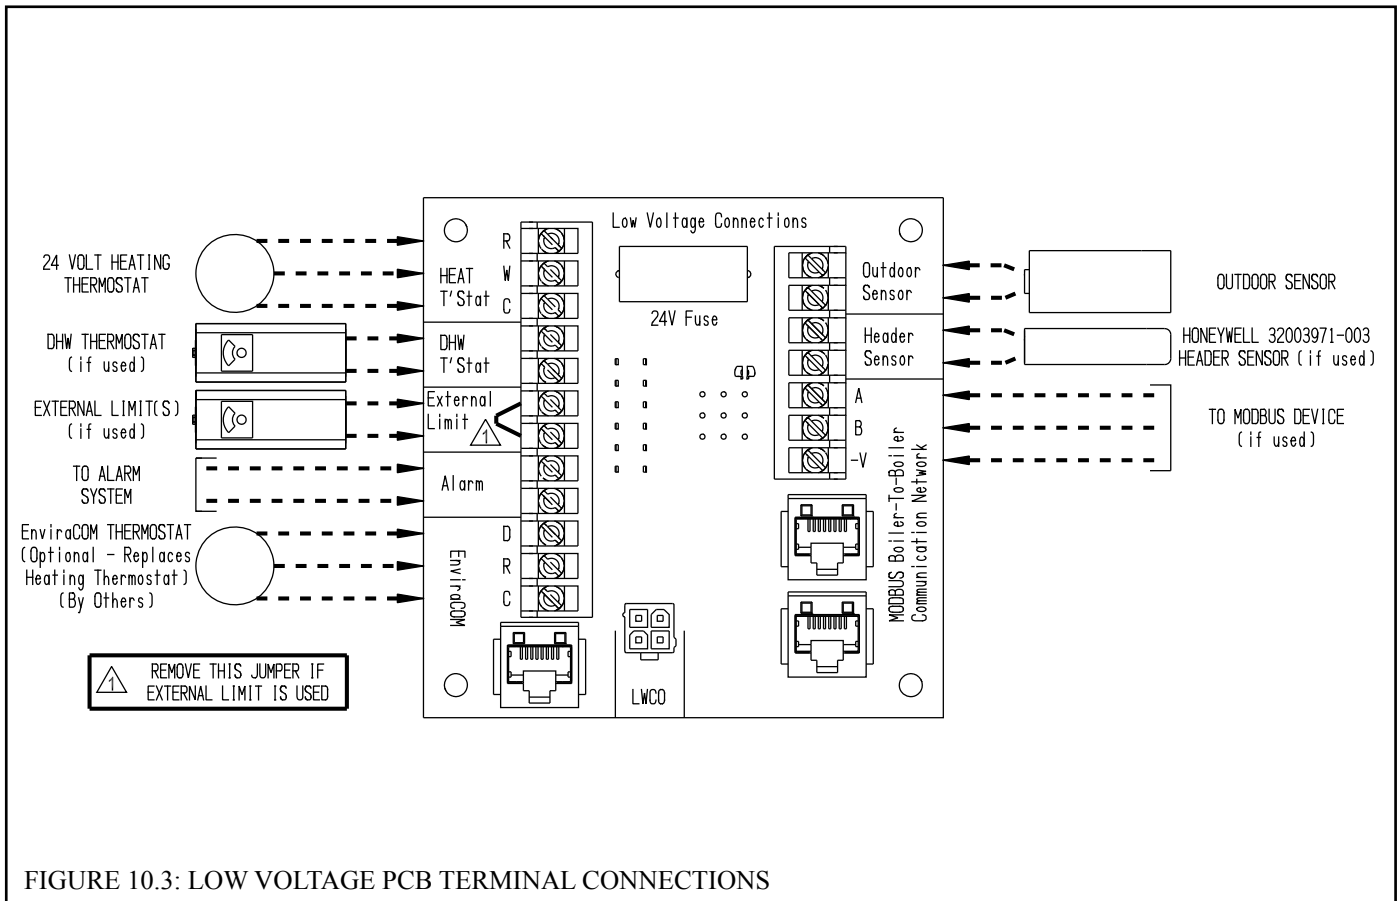 Low Voltage Connections
24V Fuse
24 VOLT HEATING
THERMOSTAT
R
HEAT
W
T'Stat
C
DHW THERMOSTAT
(if used)
DHW
T'Stat
EXTERNAL LIMIT(S)
(if used)
External
Limit
1
TO ALARM
SYSTEM
Alarm
EnviraCOM THERMOSTAT
(Optional - Replaces
Heating Thermostat)
(By Others)
D
R
C
EnviraCOM
LWCO
1
REMOVE THIS JUMPER IF
EXTERNAL LIMIT IS USED
Outdoor
Sensor
OUTDOOR SENSOR
Header
Sensor
HONEYWELL 32003971-003
HEADER SENSOR (if used)
A
B
-V
TO MODBUS DEVICE
(if used)
MODBUS Boiler-To-Boiler
Communication Network
FIGURE 10.3: LOW VOLTAGE PCB TERMINAL CONNECTIONS